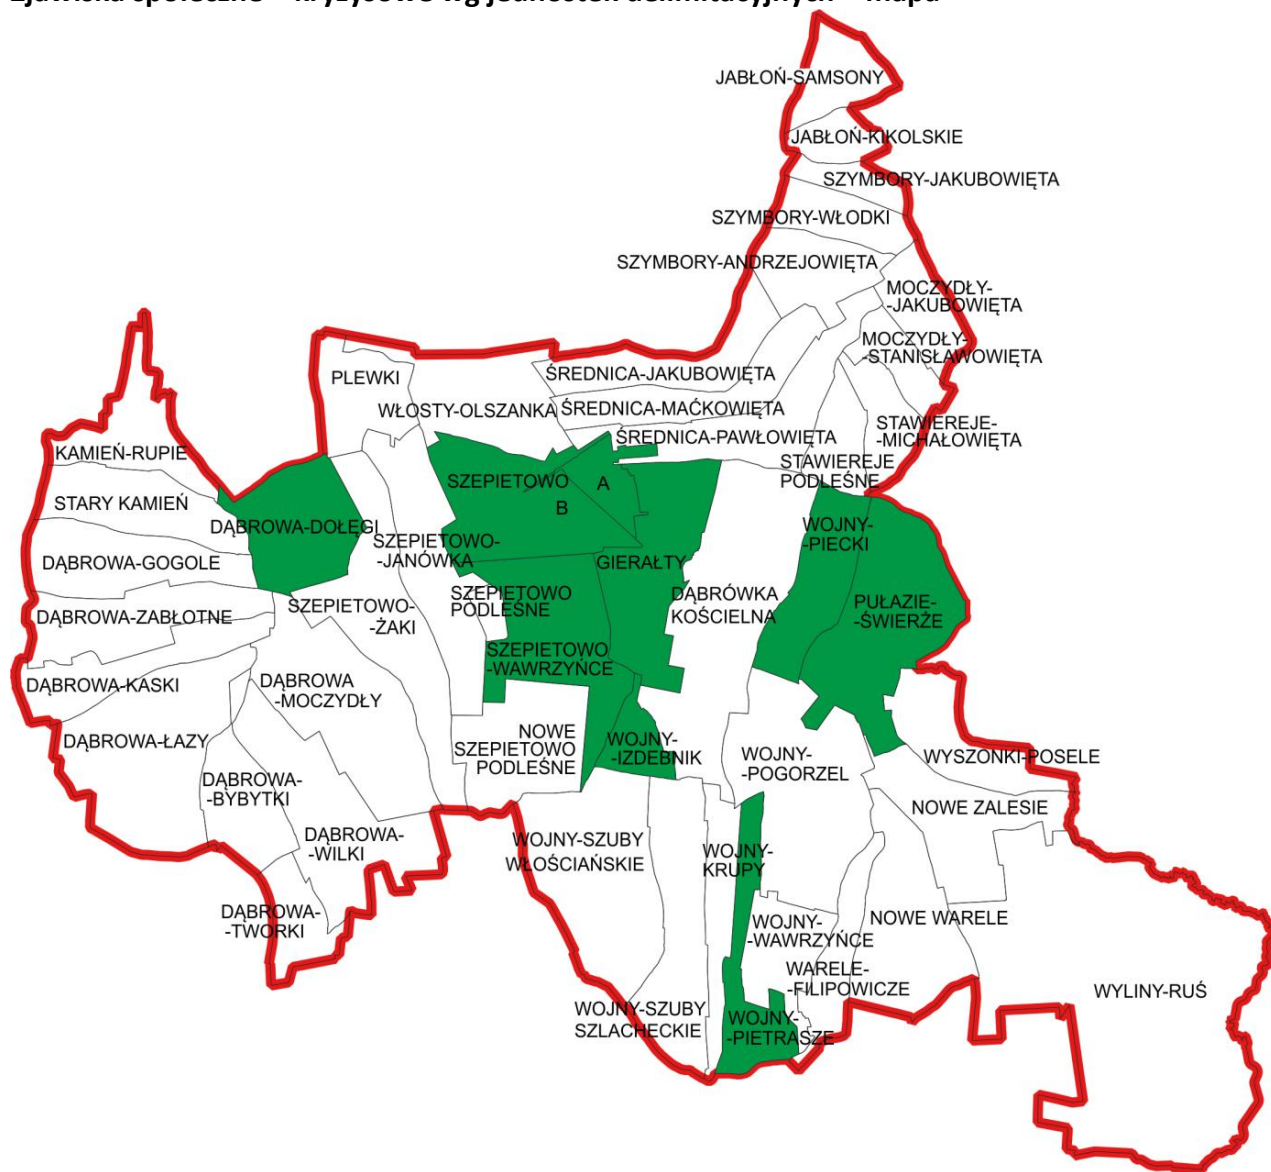 Zjawiska społeczne – kryzysowe wg jednostek delimitacyjnych – mapa
JABŁOŃ-SAMSONY
JABŁOŃ-KIKOLSKIE
SZYMBORY-JAKUBOWIĘTA
SZYMBORY-WŁODKI
SZYMBORY-ANDRZEJOWIĘTA
MOCZYDŁY-
-JAKUBOWIĘTA
MOCZYDŁY-
-STANISŁAWOWIĘTA
PLEWKI
ŚREDNICA-JAKUBOWIĘTA
WŁOSTY-OLSZANKA
ŚREDNICA-MAĆKOWIĘTA
ŚREDNICA-PAWŁOWIĘTA
STAWIEREJE-
-MICHAŁOWIĘTA
STAWIEREJE
PODLEŚNE
KAMIEŃ-RUPIE
STARY KAMIEŃ
DĄBROWA-DOŁĘGI
DĄBROWA-GOGOLE
SZEPIETOWO
A
B
SZEPIETOWO-
-JANÓWKA
GIERAŁTY
WOJNY-
-PIECKI
DĄBROWA-ZABŁOTNE
SZEPIETOWO-
-ŻAKI
SZEPIETOWO
PODLEŚNE
DĄBRÓWKA
KOŚCIELNA
PUŁAZIE-
-ŚWIERŻE
SZEPIETOWO
-WAWRZYŃCE
DĄBROWA-KASKI
DĄBROWA
-MOCZYDŁY
DĄBROWA-ŁAZY
NOWE
SZEPIETOWO
PODLEŚNE
WOJNY-
-IZDEBNIK
WOJNY-
-POGORZEL
WYSZONKI-POSELE
DĄBROWA-
-BYBYTKI
NOWE ZALESIE
DĄBROWA-
-WILKI
WOJNY-SZUBY
WŁOŚCIAŃSKIE
WOJNY-
KRUPY
DĄBROWA-
-TWORKI
WOJNY-
-WAWRZYŃCE
NOWE WARELE
WARELE-
-FILIPOWICZE
WYLINY-RUŚ
WOJNY-SZUBY
SZLACHECKIE
WOJNY-
-PIETRASZE